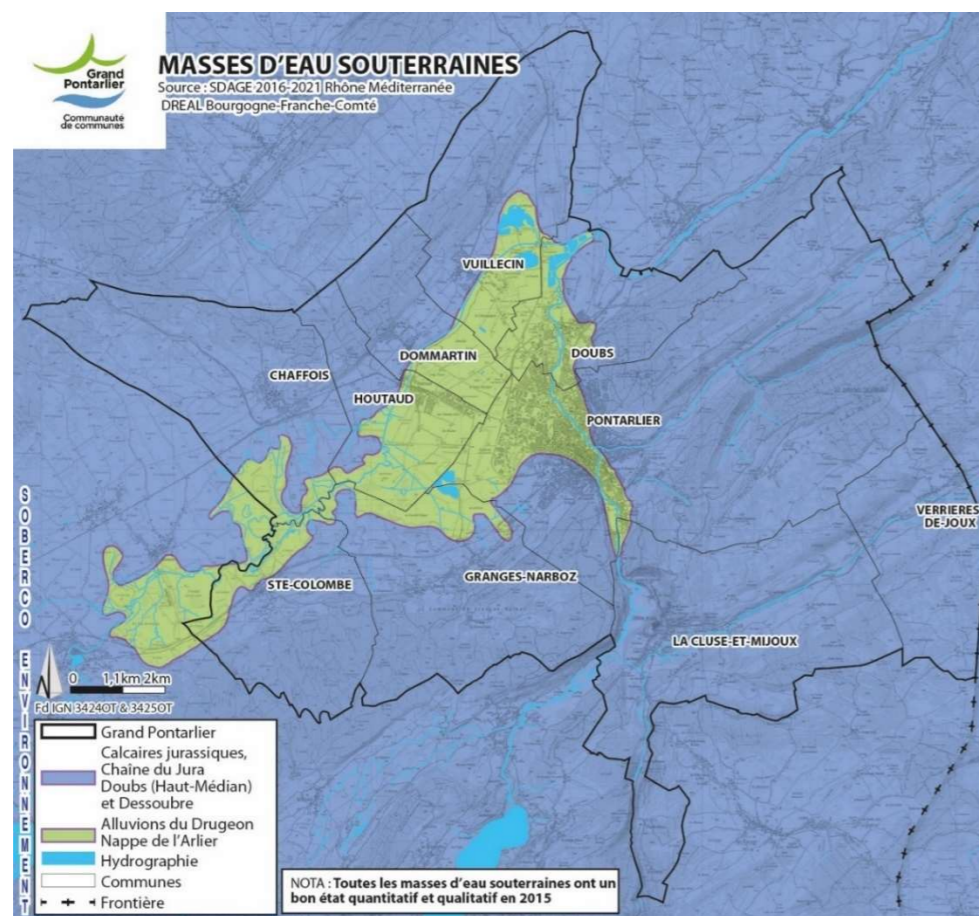 Grand
Pontarlier
Communauté
de communes
MASSES D'EAU SOUTERRAINES
Source : SDAGE 2016-2021 Rhône Méditerranée
DREAL Bourgogne-Franche-Comté
VUILLECIN
DOMMARTIN
DOUBS
CHAFFOIS
HOUTAUD
PONTARLIER
VERRIERES
DE-JOUX
STE-COLOMBE
GRANGES-NARBOZ
LA CLUSE-ET-MIJOUX
SOBERCO ENVIRONNEMENT
0 1,1km 2km
Fd IGN 3424OT & 3425OT
Grand Pontarlier
Calcaires jurassiques,
Chaîne du Jura
Doubs (Haut-Médian)
et Dessoubre
Alluvions du Drugeon
Nappe de l'Arlier
Hydrographie
Communes
Frontière
NOTA : Toutes les masses d'eau souterraines ont un
bon état quantitatif et qualitatif en 2015